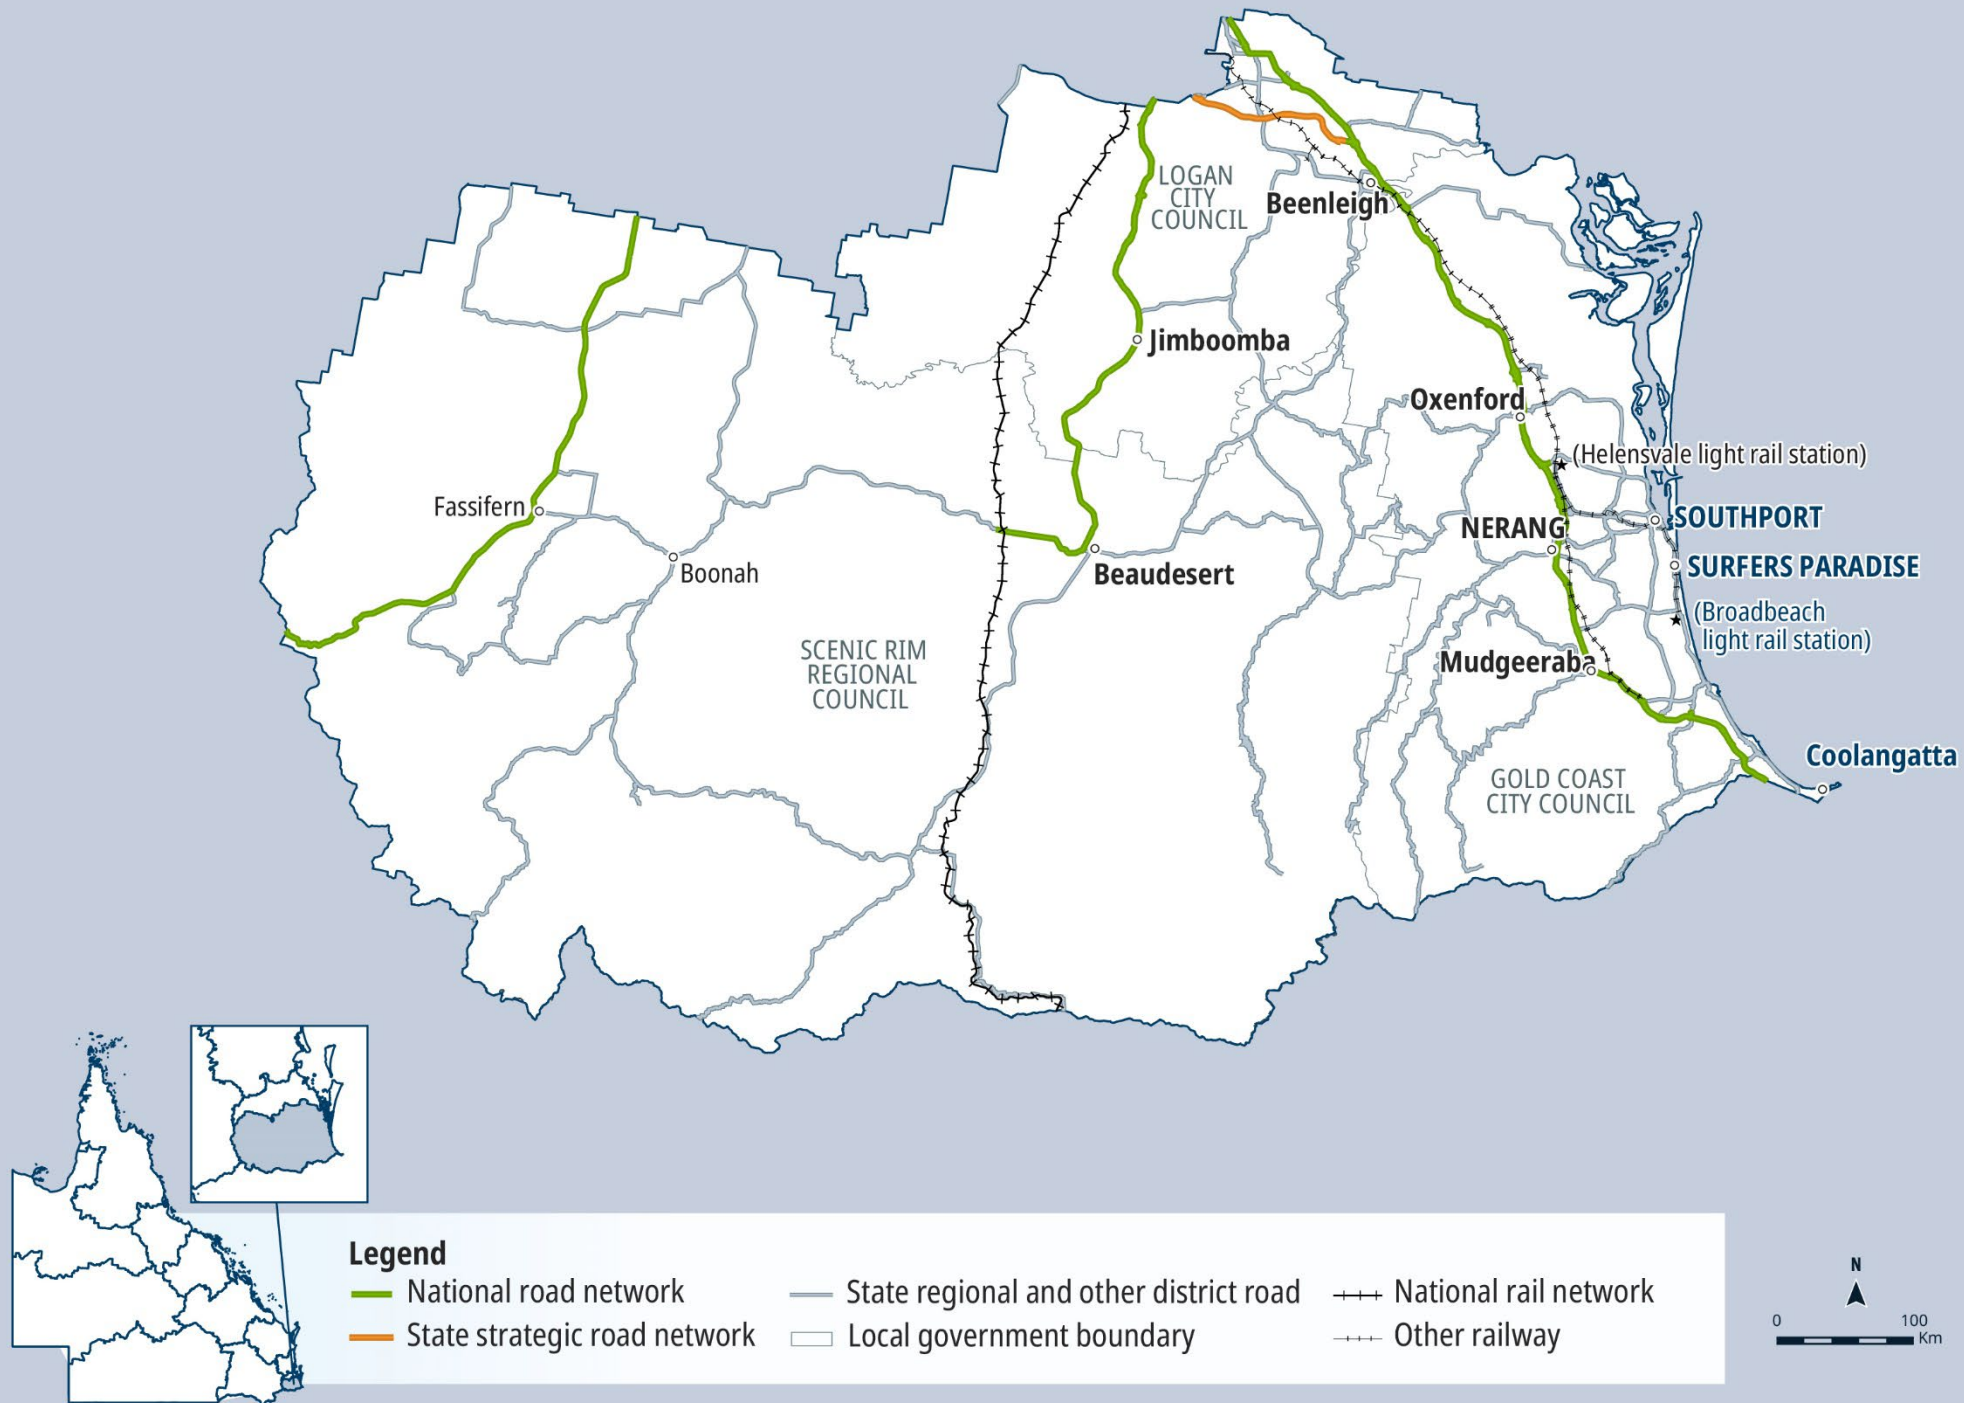 LOGAN
CITY
COUNCIL
Beenleigh
Jimboomba
Oxenford
(Helensvale light rail station)
Fassifern
SOUTHPORT
NERANG
Boonah
Beaudesert
SURFERS PARADISE
(Broadbeach
light rail station)
SCENIC RIM
REGIONAL
COUNCIL
Mudgeeraba
Coolangatta
GOLD COAST
CITY COUNCIL
Legend
National road network
State strategic road network
State regional and other district road
Local government boundary
National rail network
Other railway
N
0 100
Km